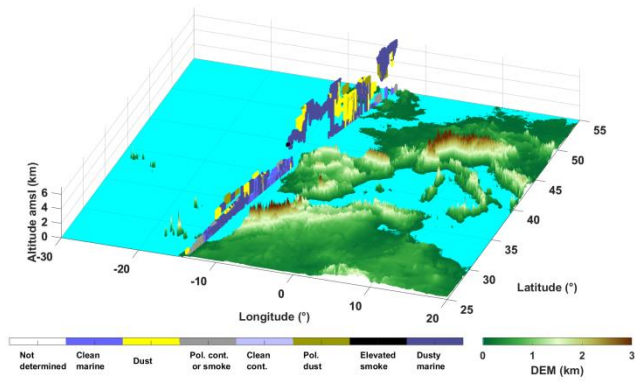 55
50
45
40
35
30
25
Latitude (°)
Altitude amsl (km)
6
4
2
0
-30
-20
-10
0
10
20
Longitude (°)
Not determined
Clean marine
Dust
Pol. cont. or smoke
Clean cont.
Pol. dust
Elevated smoke
Dusty marine
0
1
2
3
DEM (km)